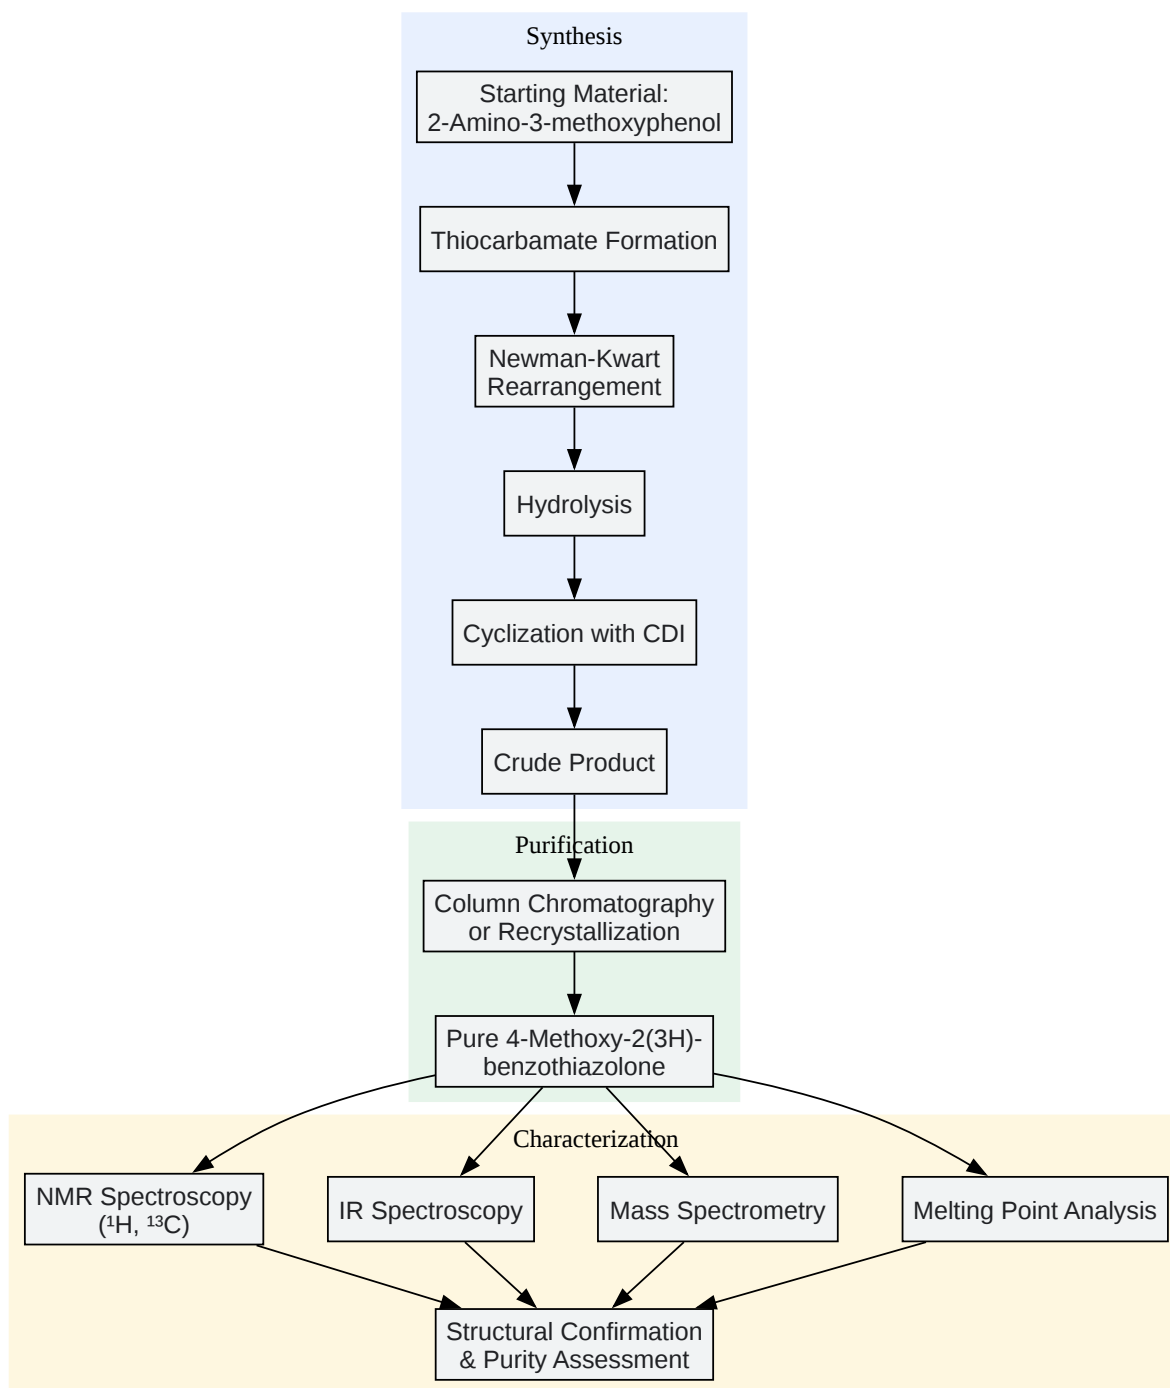 Synthesis
Starting Material:
2-Amino-3-methoxyphenol
Thiocarbamate Formation
Newman-Kwart
Rearrangement
Hydrolysis
Cyclization with CDI
Crude Product
Purification
Column Chromatography
or Recrystallization
Pure 4-Methoxy-2(3H)-
benzothiazolone
Characterization
NMR Spectroscopy
(¹H, ¹³C)
IR Spectroscopy
Mass Spectrometry
Melting Point Analysis
Structural Confirmation
& Purity Assessment